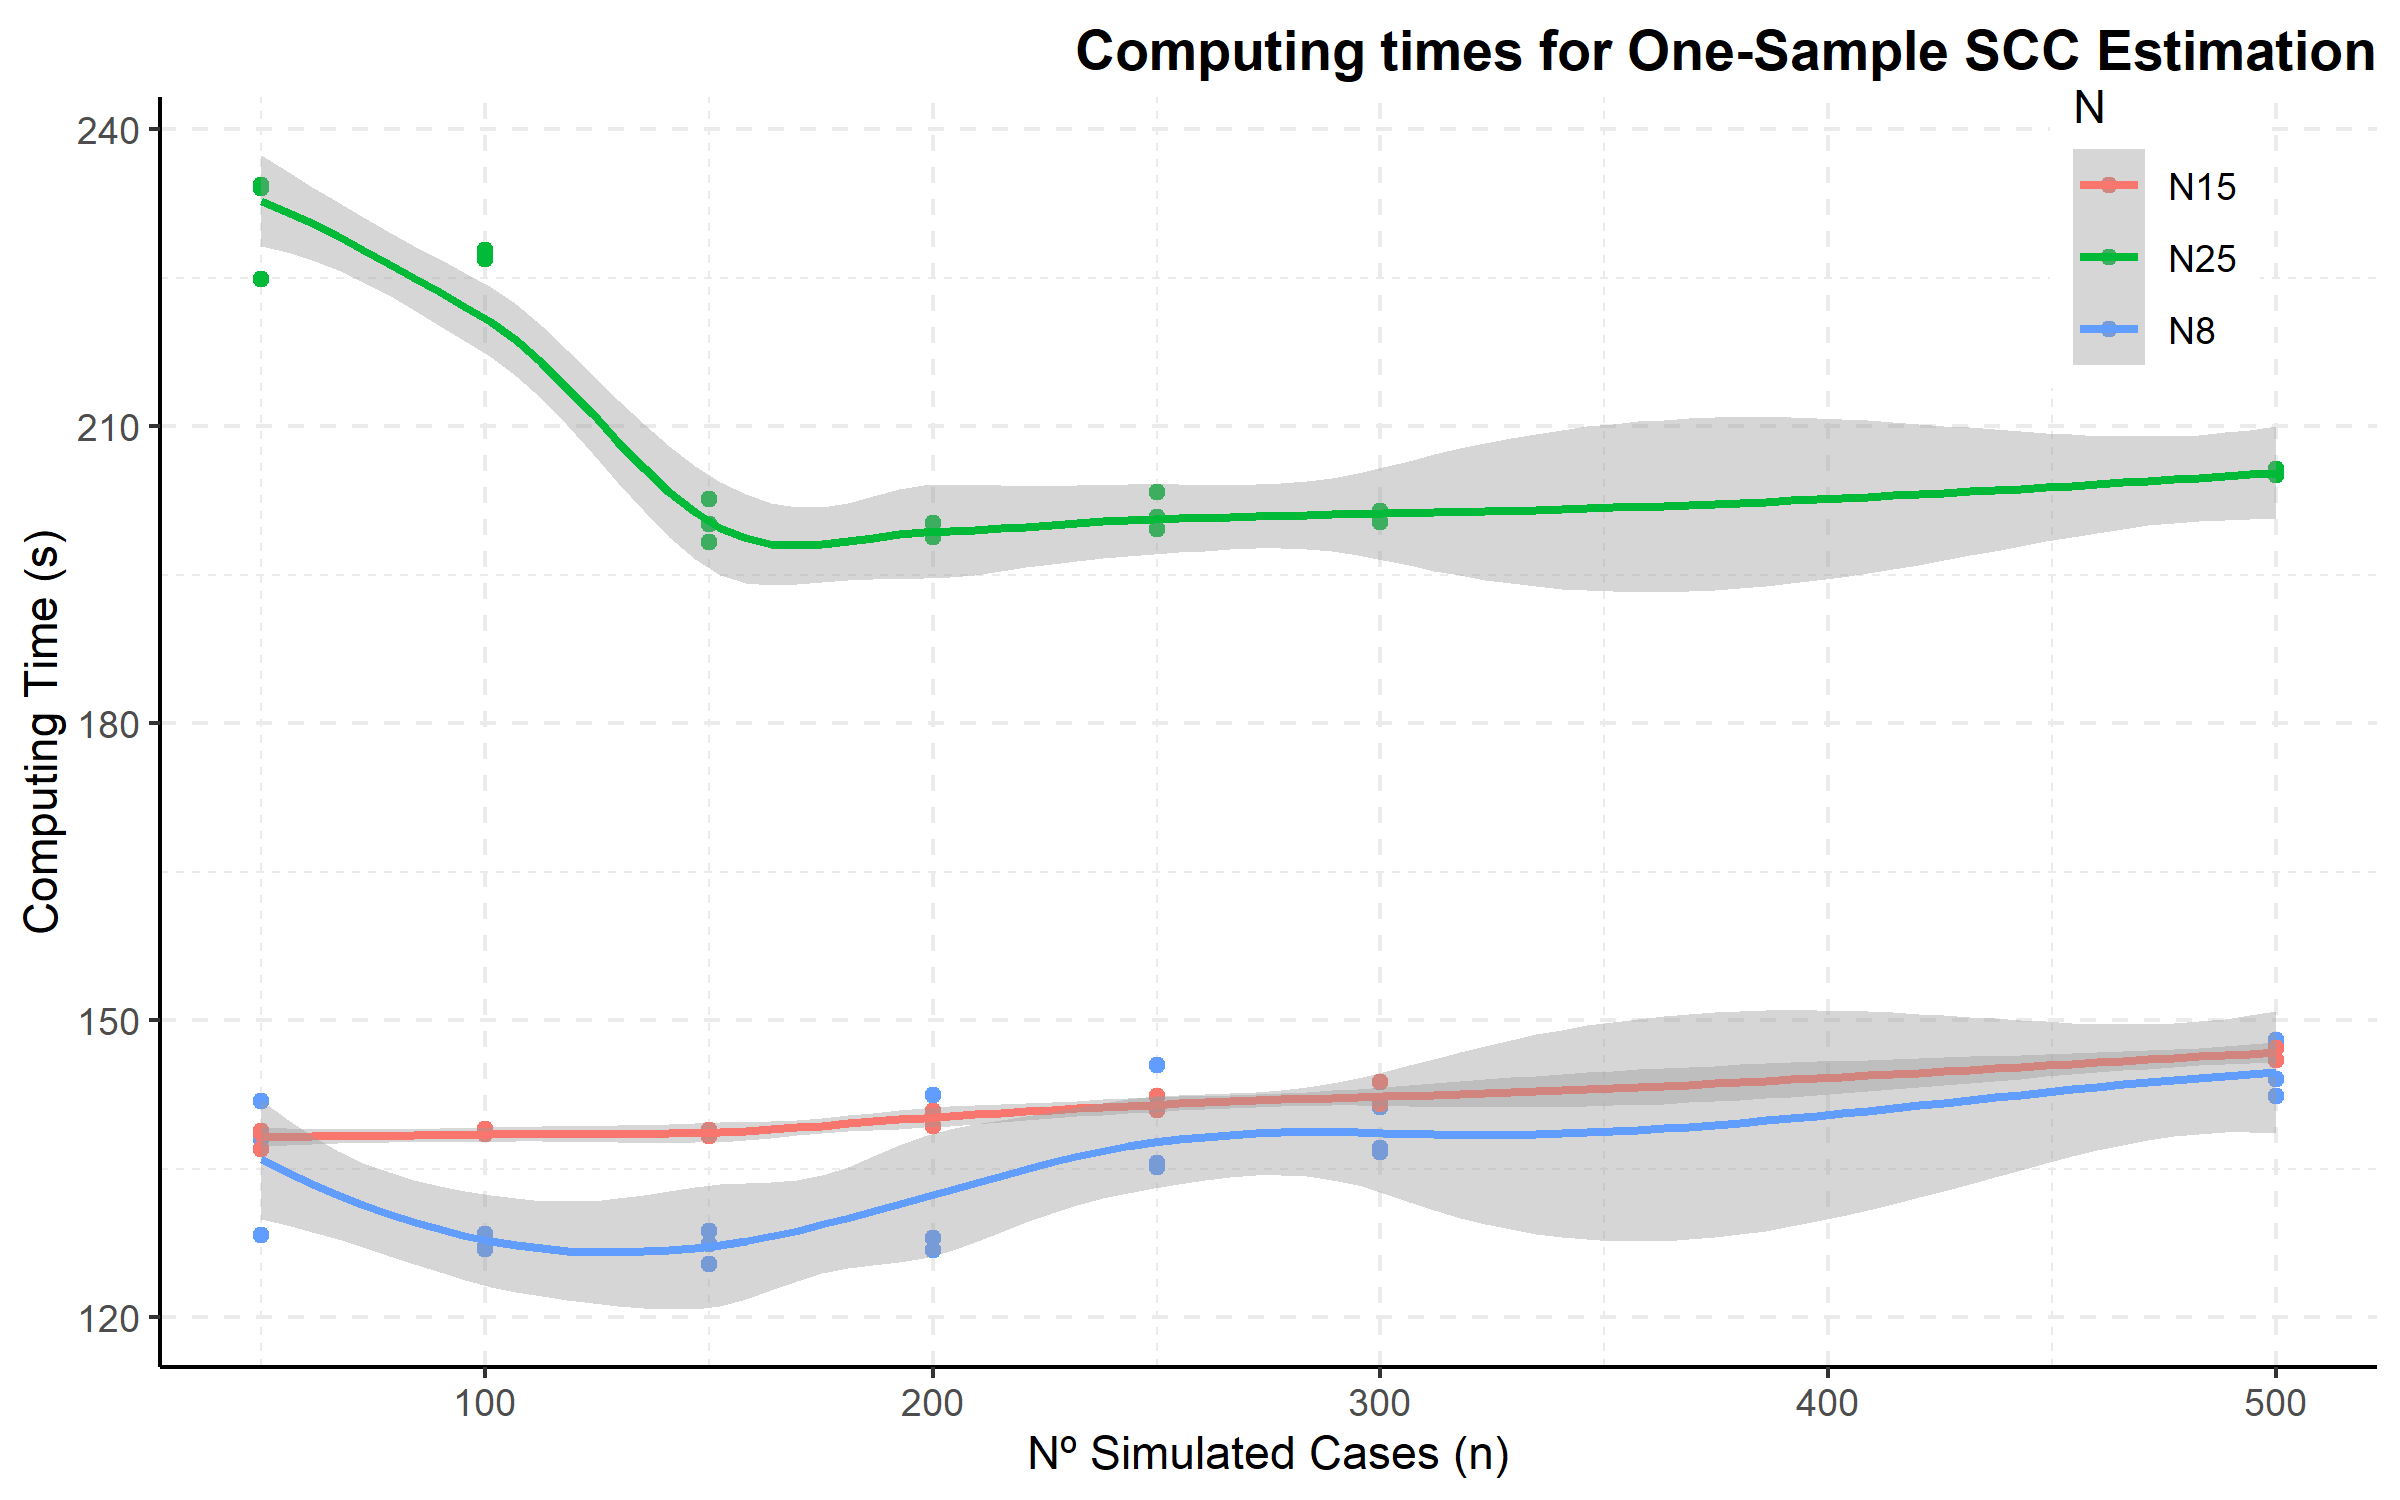 Computing times for One-Sample SCC Estimation
N
N15
N25
N8
240
210
180
150
120
Computing Time (s)
100
200
300
400
500
Nº Simulated Cases (n)